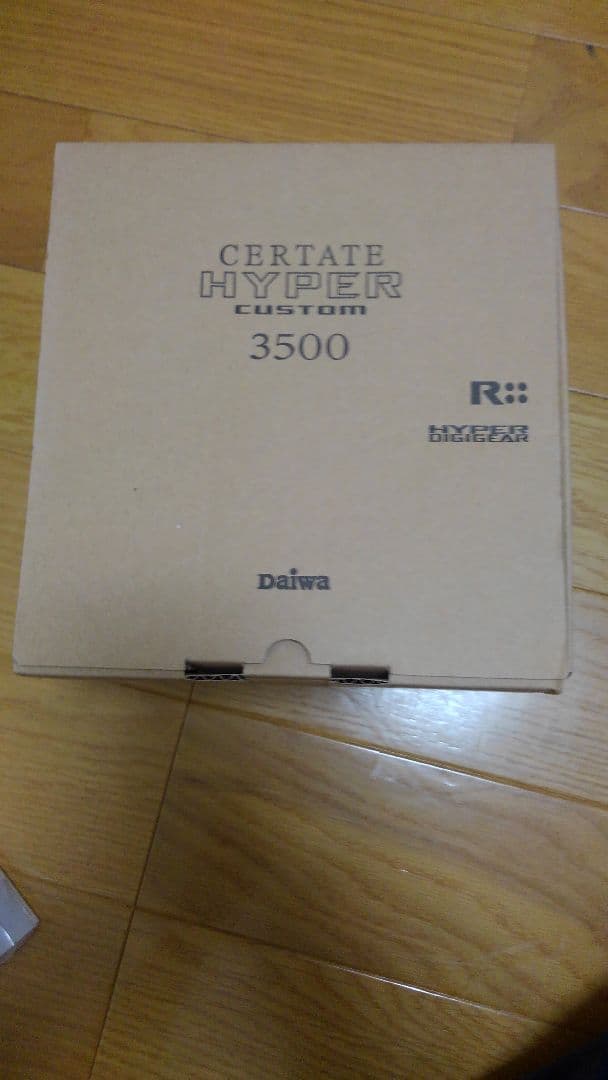 CERTATE
HYPER
CUSTOM
3500
R
HYPER
DIGIGEAR
Daiwa